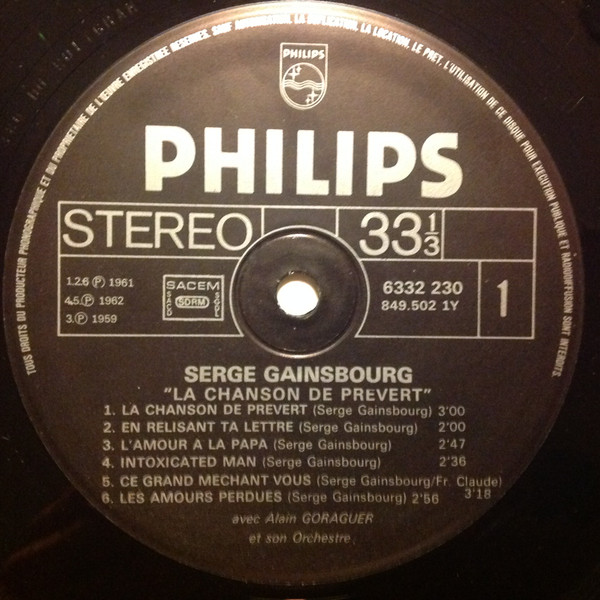 TOUS DROITS DU PRODUCTEUR PHONOGRAPHIQUE ET DU PROPRIETAIRE DE L'ŒUVRE ENREGISTREE RESERVES. SAUF AUTORISATION, LA DUPLICATION, LA LOCATION, LE PRET, L'UTILISATION DE CE DISQUE POUR EXECUTION PUBLIQUE ET RADIODIFFUSION SONT INTERDITS.
PHILIPS
PHILIPS
STEREO 33 1/3
1.2.6 Ⓟ 1961
4.5. Ⓟ 1962
3. Ⓟ 1959
SACEM
SACD SDRM SGDL
6332 230
849.502 1Y
1
SERGE GAINSBOURG
"LA CHANSON DE PREVERT"
1. LA CHANSON DE PREVERT (Serge Gainsbourg) 3'00
2. EN RELISANT TA LETTRE (Serge Gainsbourg) 2'00
3. L'AMOUR A LA PAPA (Serge Gainsbourg) 2'47
4. INTOXICATED MAN (Serge Gainsbourg) 2'36
5. CE GRAND MECHANT VOUS (Serge Gainsbourg/Fr. Claude) 3'18
6. LES AMOURS PERDUES (Serge Gainsbourg) 2'56
avec Alain GORAGUER
et son Orchestre